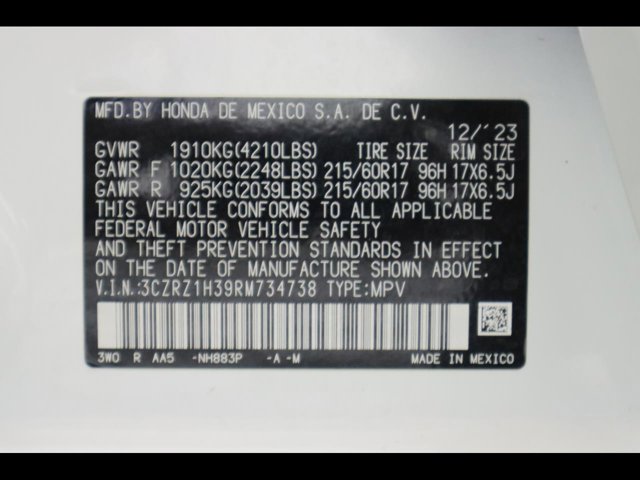 MFD.BY HONDA DE MEXICO S.A. DE C.V.
12/'23
GVWR 1910KG(4210LBS) TIRE SIZE RIM SIZE
GAWR F 1020KG(2248LBS) 215/60R17 96H 17X6.5J
GAWR R 925KG(2039LBS) 215/60R17 96H 17X6.5J
THIS VEHICLE CONFORMS TO ALL APPLICABLE
FEDERAL MOTOR VEHICLE SAFETY
AND THEFT PREVENTION STANDARDS IN EFFECT
ON THE DATE OF MANUFACTURE SHOWN ABOVE.
V.I.N.:3CZRZ1H39RM734738 TYPE:MPV
3W0 R AA5 -NH883P -A-M MADE IN MEXICO